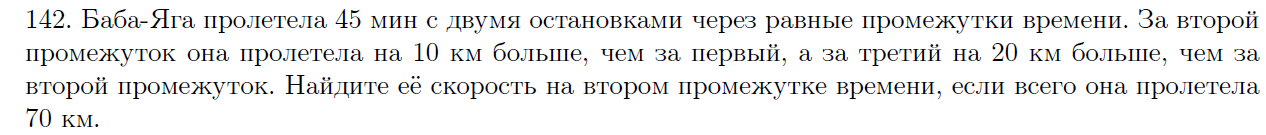 142. Баба-Яга пролетела 45 мин с двумя остановками через равные промежутки времени. За второй
промежуток она пролетела на 10 км больше, чем за первый, а за третий на 20 км больше, чем за
второй промежуток. Найдите её скорость на втором промежутке времени, если всего она пролетела
70 км.